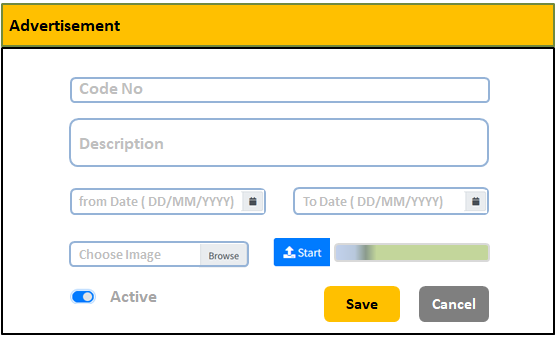 Advertisement
Code No
Description
from Date ( DD/MM/YYYY) To Date ( DD/MM/YYYY)
Choose Image Browse Start
Active Save Cancel